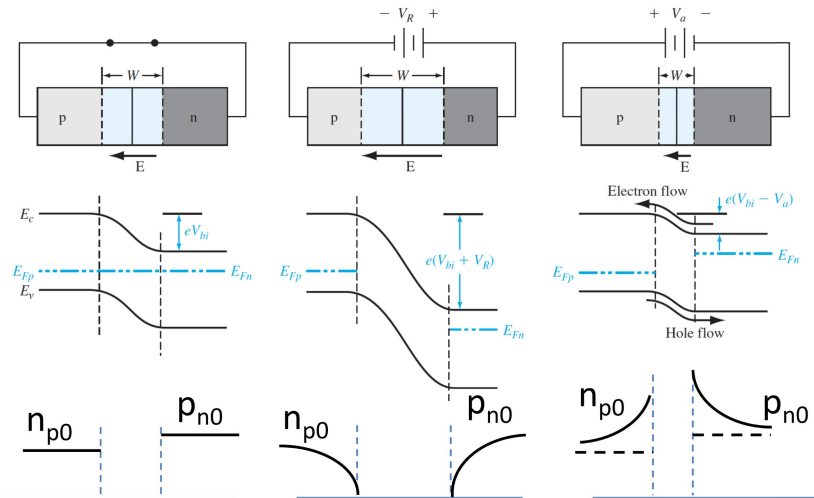 − V_R +
+ V_a −
W
W
W
p
n
p
n
p
n
E
E
E
E_c
eV_bi
E_Fp
E_Fn
E_v
E_Fp
e(V_bi + V_R)
E_Fn
Electron flow
e(V_bi − V_a)
E_Fn
E_Fp
Hole flow
n_p0
p_n0
n_p0
p_n0
n_p0
p_n0